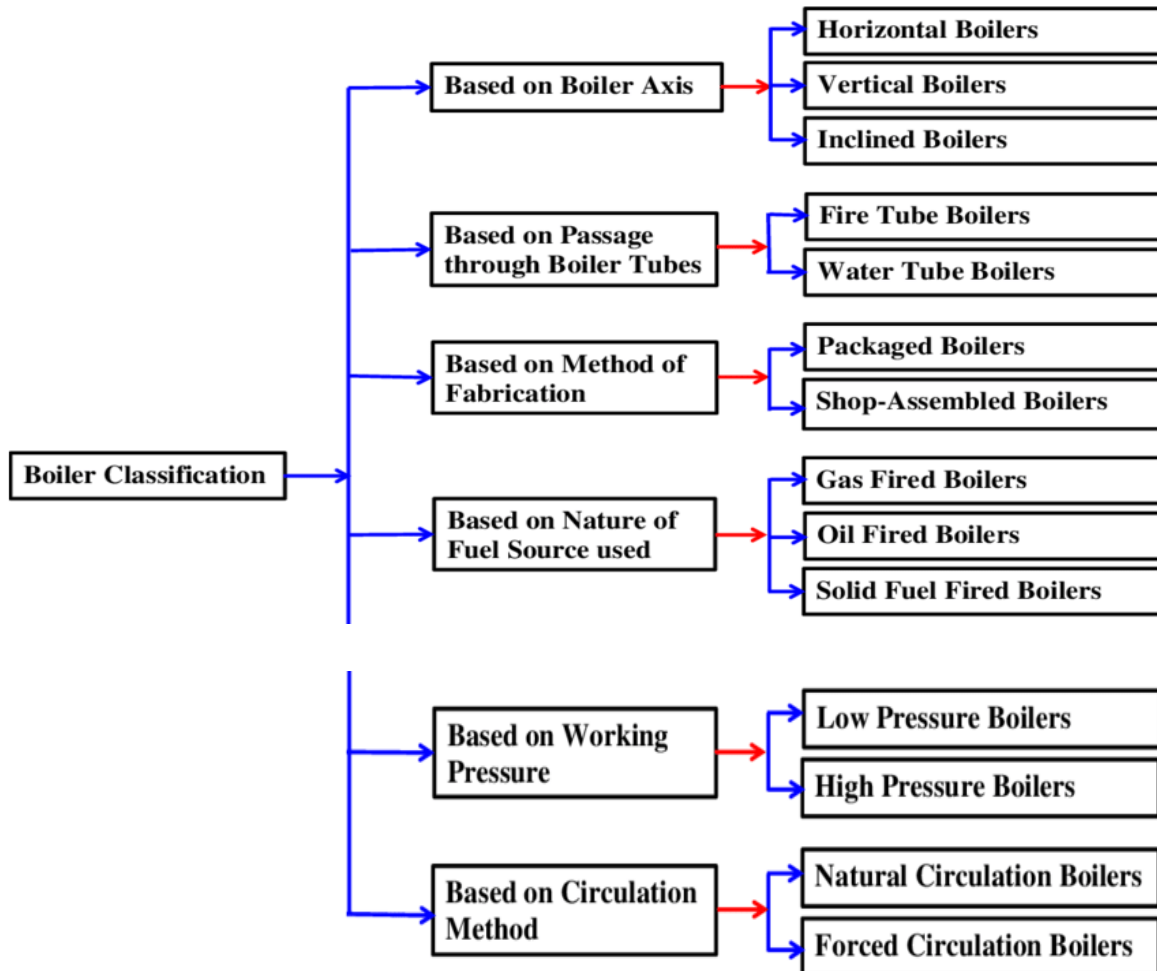 Boiler Classification
Based on Boiler Axis
Horizontal Boilers
Vertical Boilers
Inclined Boilers
Based on Passage
through Boiler Tubes
Fire Tube Boilers
Water Tube Boilers
Based on Method of
Fabrication
Packaged Boilers
Shop-Assembled Boilers
Based on Nature of
Fuel Source used
Gas Fired Boilers
Oil Fired Boilers
Solid Fuel Fired Boilers
Based on Working
Pressure
Low Pressure Boilers
High Pressure Boilers
Based on Circulation
Method
Natural Circulation Boilers
Forced Circulation Boilers